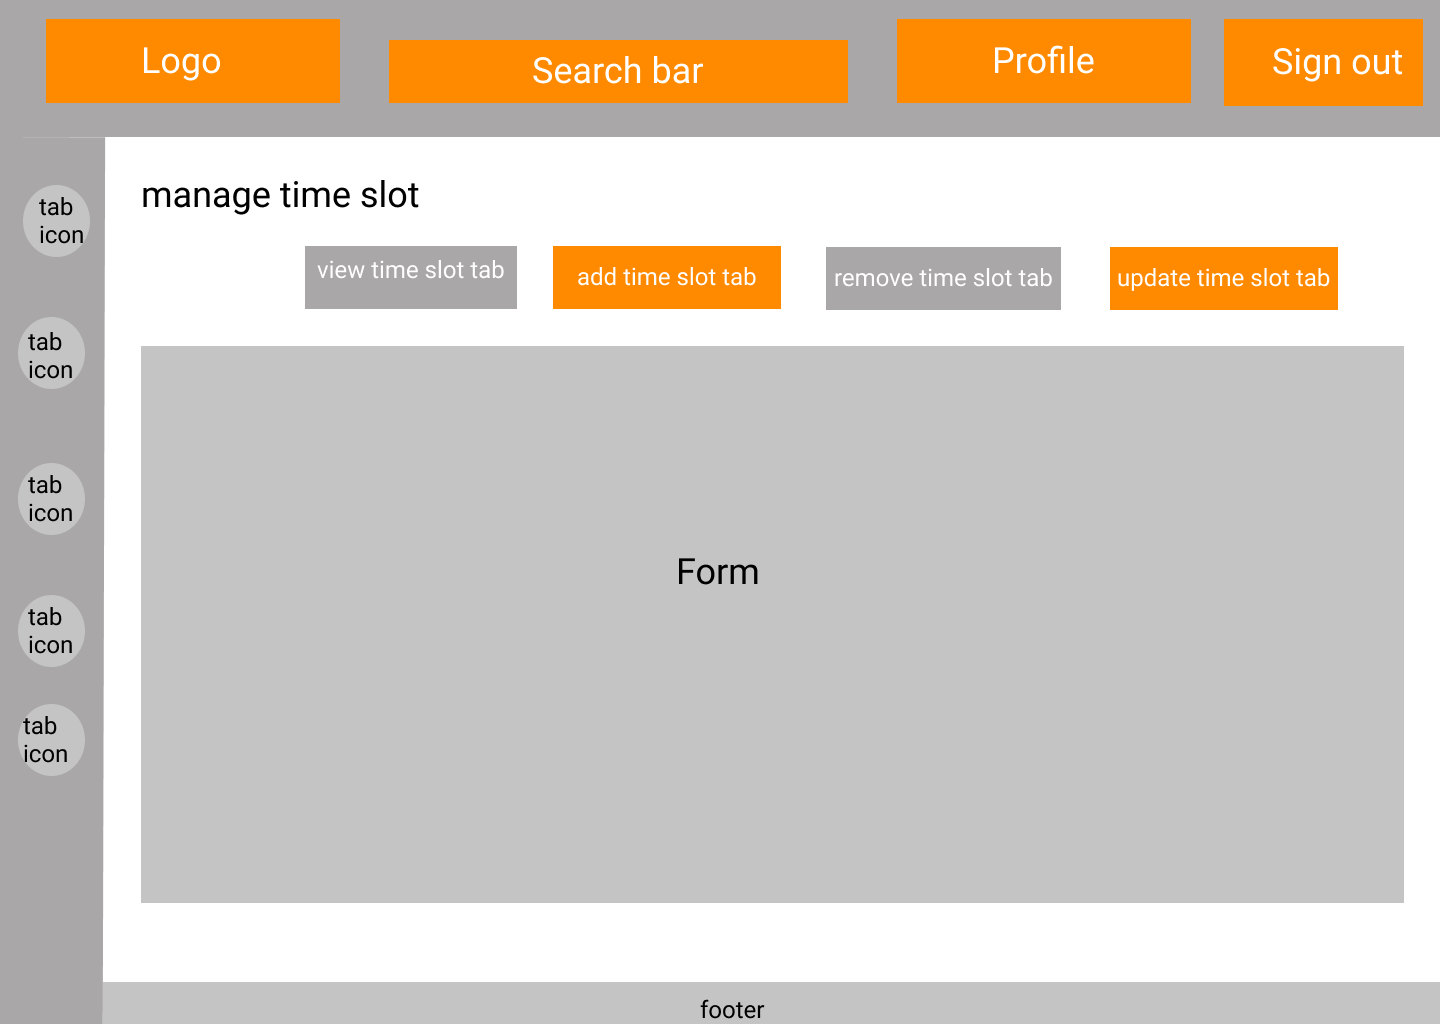 Logo
Search bar
Profile
Sign out
manage time slot
view time slot tab
add time slot tab
remove time slot tab
update time slot tab
tab
icon
tab
icon
tab
icon
tab
icon
tab
icon
Form
footer